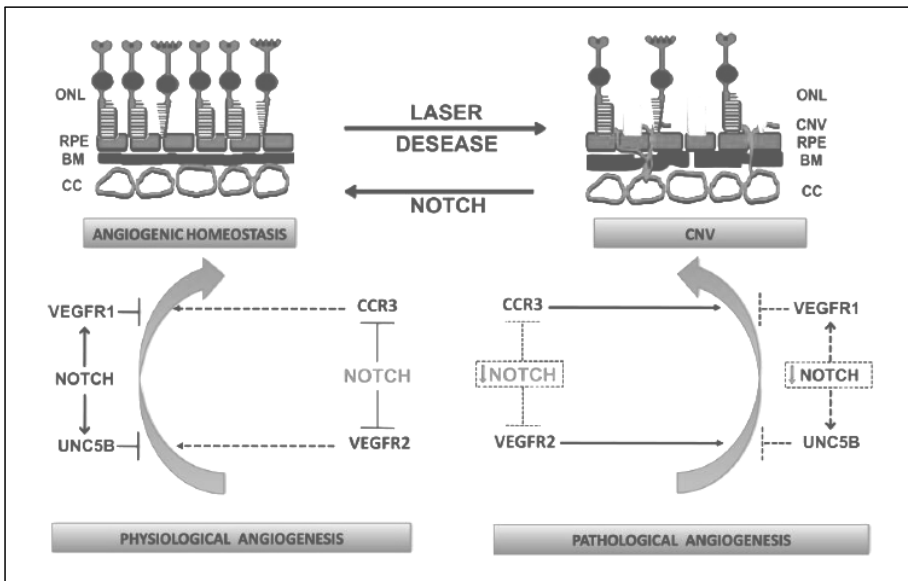 ONL
RPE
BM
CC
LASER
DESEASE
NOTCH
ONL
CNV
RPE
BM
CC
ANGIOGENIC HOMEOSTASIS
CNV
VEGFR1
NOTCH
UNC5B
CCR3
NOTCH
VEGFR2
CCR3
↓NOTCH
VEGFR2
VEGFR1
↓NOTCH
UNC5B
PHYSIOLOGICAL ANGIOGENESIS
PATHOLOGICAL ANGIOGENESIS